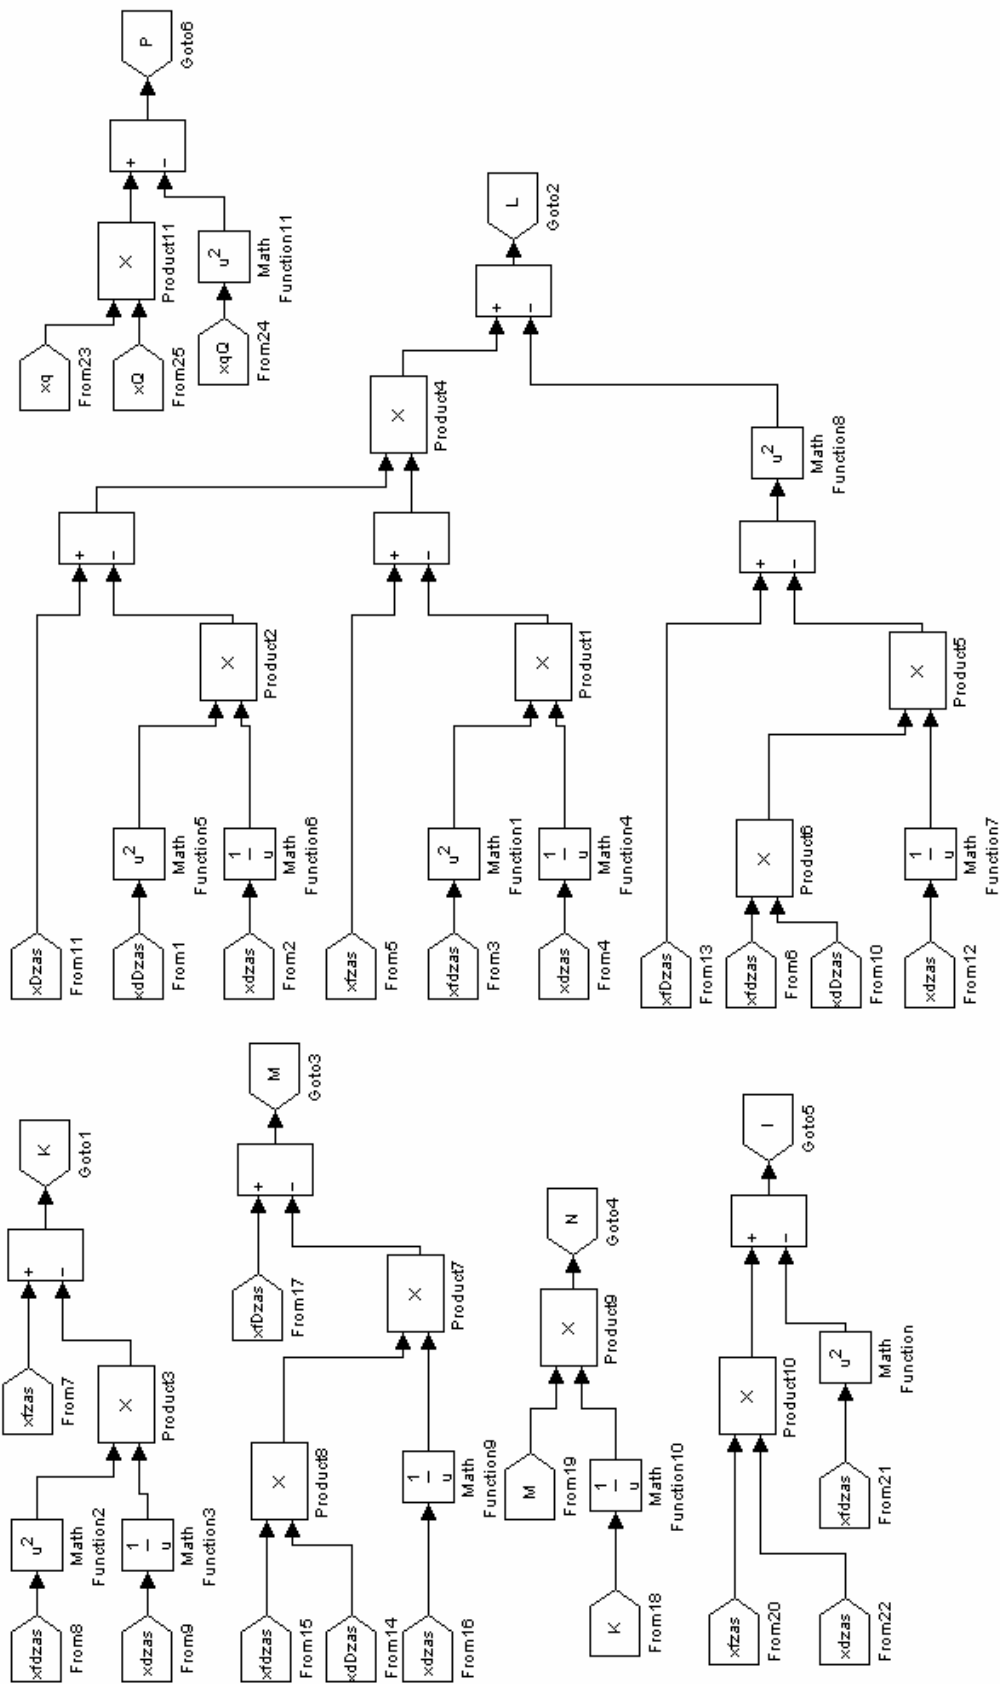 xfdzas
From8
u²
Math
Function2
xdzas
From9
1
u
Math
Function3
×
Product3
xfzas
From7
+
−
K
Goto1
xfdzas
From15
xdDzas
From14
×
Product8
xdzas
From16
1
u
Math
Function9
×
Product7
xfDzas
From17
+
−
M
Goto3
M
From19
K
From18
1
u
Math
Function10
×
Product9
N
Goto4
xfzas
From20
xdzas
From22
×
Product10
xfdzas
From21
u²
Math
Function
+
−
I
Goto5
xDzas
From11
xdDzas
From1
u²
Math
Function5
xdzas
From2
1
u
Math
Function6
×
Product2
+
−
xfzas
From5
xfdzas
From3
u²
Math
Function1
xdzas
From4
1
u
Math
Function4
×
Product1
+
−
×
Product4
xfDzas
From13
xfdzas
From6
xdDzas
From10
×
Product6
xdzas
From12
1
u
Math
Function7
×
Product5
+
−
u²
Math
Function8
+
−
L
Goto2
xq
From23
xQ
From25
×
Product11
xqQ
From24
u²
Math
Function11
+
−
P
Goto6